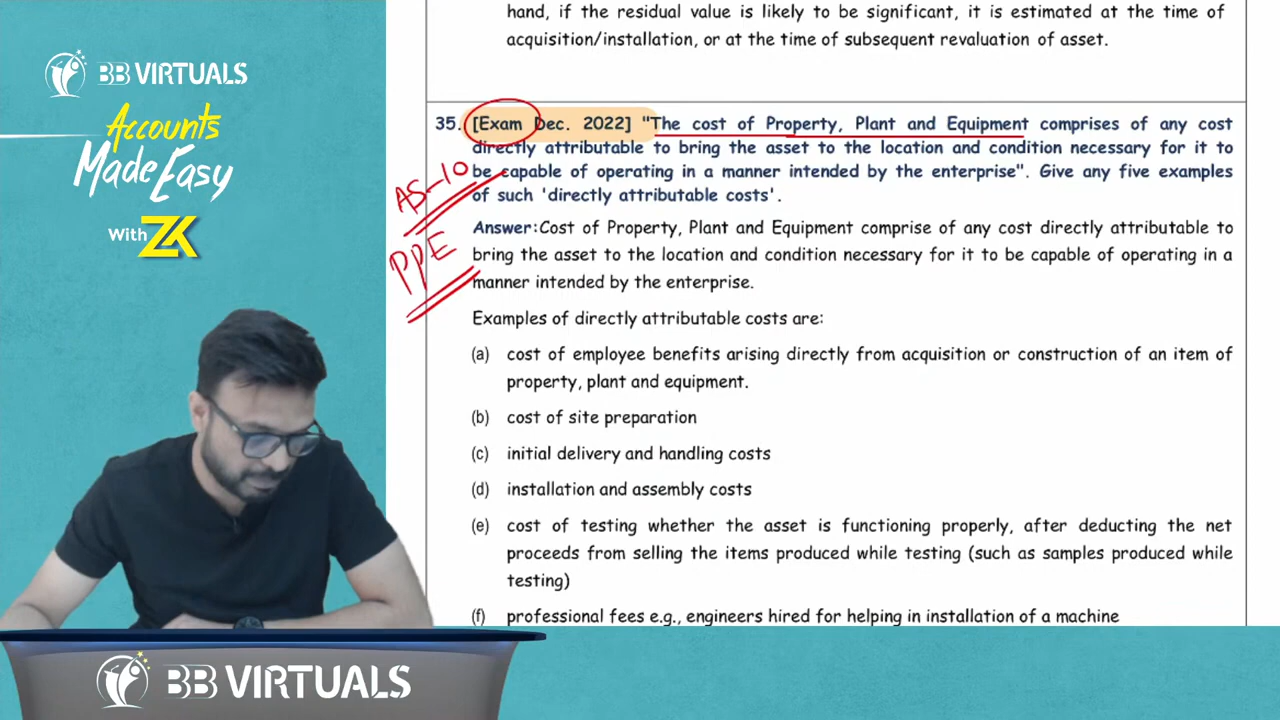 hand, if the residual value is likely to be significant, it is estimated at the time of
acquisition/installation, or at the time of subsequent revaluation of asset.
BB VIRTUALS
Accounts
Made Easy
With ZK
35. [Exam Dec. 2022] "The cost of Property, Plant and Equipment comprises of any cost
directly attributable to bring the asset to the location and condition necessary for it to
be capable of operating in a manner intended by the enterprise". Give any five examples
of such 'directly attributable costs'.
AS-10
PPE
Answer:Cost of Property, Plant and Equipment comprise of any cost directly attributable to
bring the asset to the location and condition necessary for it to be capable of operating in a
manner intended by the enterprise.
Examples of directly attributable costs are:
(a) cost of employee benefits arising directly from acquisition or construction of an item of
property, plant and equipment.
(b) cost of site preparation
(c) initial delivery and handling costs
(d) installation and assembly costs
(e) cost of testing whether the asset is functioning properly, after deducting the net
proceeds from selling the items produced while testing (such as samples produced while
testing)
(f) professional fees e.g., engineers hired for helping in installation of a machine
BB VIRTUALS